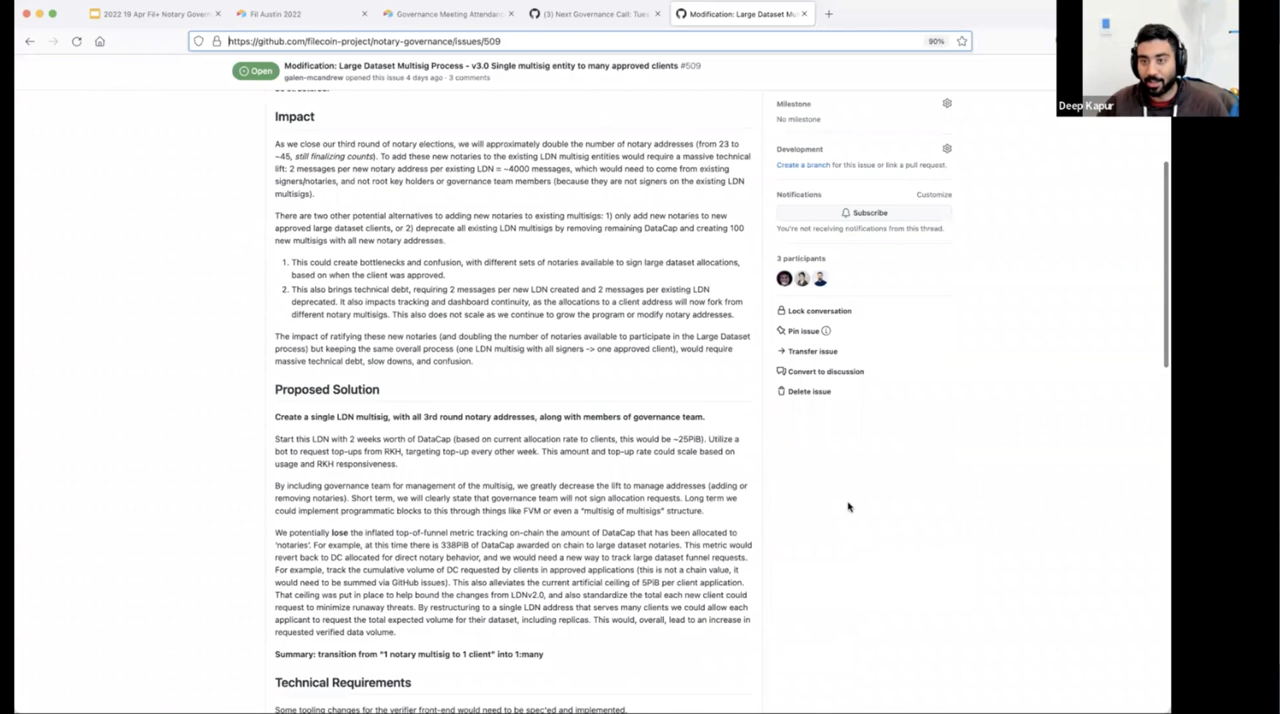 2022 19 Apr Fil+ Notary Govern
Fil Austin 2022
Governance Meeting Attendanc
(3) Next Governance Call: Tues
Modification: Large Dataset Mu
https://github.com/filecoin-project/notary-governance/issues/509
90%
Open
Modification: Large Dataset Multisig Process - v3.0 Single multisig entity to many approved clients #509
galen-mcandrew opened this issue 4 days ago · 3 comments
Impact
As we close our third round of notary elections, we will approximately double the number of notary addresses (from 23 to
~45, still finalizing counts). To add these new notaries to the existing LDN multisig entities would require a massive technical
lift: 2 messages per new notary address per existing LDN = ~4000 messages, which would need to come from existing
signers/notaries, and not root key holders or governance team members (because they are not signers on the existing LDN
multisigs).
There are two other potential alternatives to adding new notaries to existing multisigs: 1) only add new notaries to new
approved large dataset clients, or 2) deprecate all existing LDN multisigs by removing remaining DataCap and creating 100
new multisigs with all new notary addresses.
1. This could create bottlenecks and confusion, with different sets of notaries available to sign large dataset allocations,
based on when the client was approved.
2. This also brings technical debt, requiring 2 messages per new LDN created and 2 messages per existing LDN
deprecated. It also impacts tracking and dashboard continuity, as the allocations to a client address will now fork from
different notary multisigs. This also does not scale as we continue to grow the program or modify notary addresses.
The impact of ratifying these new notaries (and doubling the number of notaries available to participate in the Large Dataset
process) but keeping the same overall process (one LDN multisig with all signers -> one approved client), would require
massive technical debt, slow downs, and confusion.
Proposed Solution
Create a single LDN multisig, with all 3rd round notary addresses, along with members of governance team.
Start this LDN with 2 weeks worth of DataCap (based on current allocation rate to clients, this would be ~25PiB). Utilize a
bot to request top-ups from RKH, targeting top-up every other week. This amount and top-up rate could scale based on
usage and RKH responsiveness.
By including governance team for management of the multisig, we greatly decrease the lift to manage addresses (adding or
removing notaries). Short term, we will clearly state that governance team will not sign allocation requests. Long term we
could implement programmatic blocks to this through things like FVM or even a "multisig of multisigs" structure.
We potentially lose the inflated top-of-funnel metric tracking on-chain the amount of DataCap that has been allocated to
'notaries'. For example, at this time there is 338PiB of DataCap awarded on chain to large dataset notaries. This metric would
revert back to DC allocated for direct notary behavior, and we would need a new way to track large dataset funnel requests.
For example, track the cumulative volume of DC requested by clients in approved applications (this is not a chain value, it
would need to be summed via GitHub issues). This also alleviates the current artificial ceiling of 5PiB per client application.
That ceiling was put in place to help bound the changes from LDNv2.0, and also standardize the total each new client could
request to minimize runaway threats. By restructuring to a single LDN address that serves many clients we could allow each
applicant to request the total expected volume for their dataset, including replicas. This would, overall, lead to an increase in
requested verified data volume.
Summary: transition from "1 notary multisig to 1 client" into 1:many
Technical Requirements
Some tooling changes for the verifier front-end would need to be spec'ed and implemented.
Milestone
No milestone
Development
Create a branch for this issue or link a pull request.
Notifications
Customize
Subscribe
You're not receiving notifications from this thread.
3 participants
Lock conversation
Pin issue
Transfer issue
Convert to discussion
Delete issue
Deep Kapur